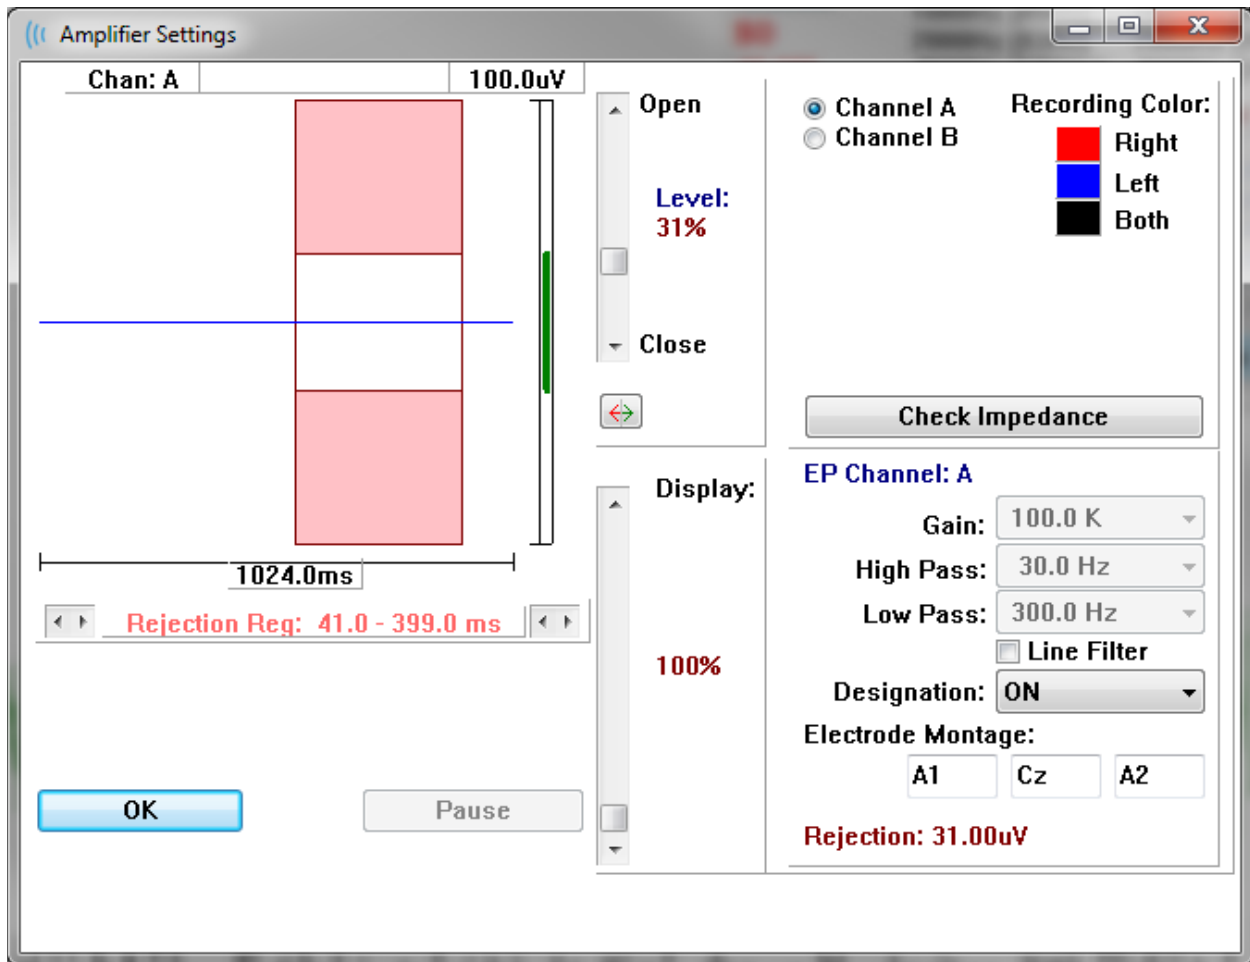 Amplifier Settings
Chan: A
100.0uV
Open
Level:
31%
Close
1024.0ms
Rejection Reg: 41.0 - 399.0 ms
OK
Pause
Display:
100%
Channel A
Channel B
Recording Color:
Right
Left
Both
Check Impedance
EP Channel: A
Gain: 100.0 K
High Pass: 30.0 Hz
Low Pass: 300.0 Hz
Line Filter
Designation: ON
Electrode Montage:
A1 Cz A2
Rejection: 31.00uV